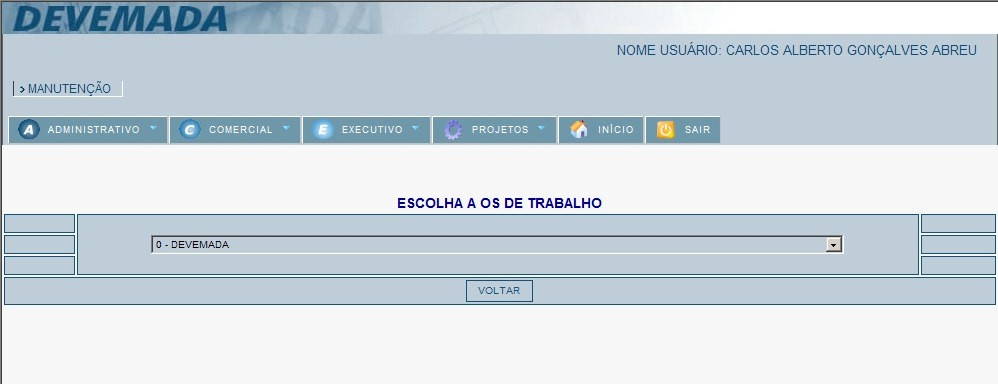 DEVEMADA
NOME USUÁRIO: CARLOS ALBERTO GONÇALVES ABREU
> MANUTENÇÃO
A ADMINISTRATIVO C COMERCIAL E EXECUTIVO PROJETOS INÍCIO SAIR
ESCOLHA A OS DE TRABALHO
0 - DEVEMADA
VOLTAR